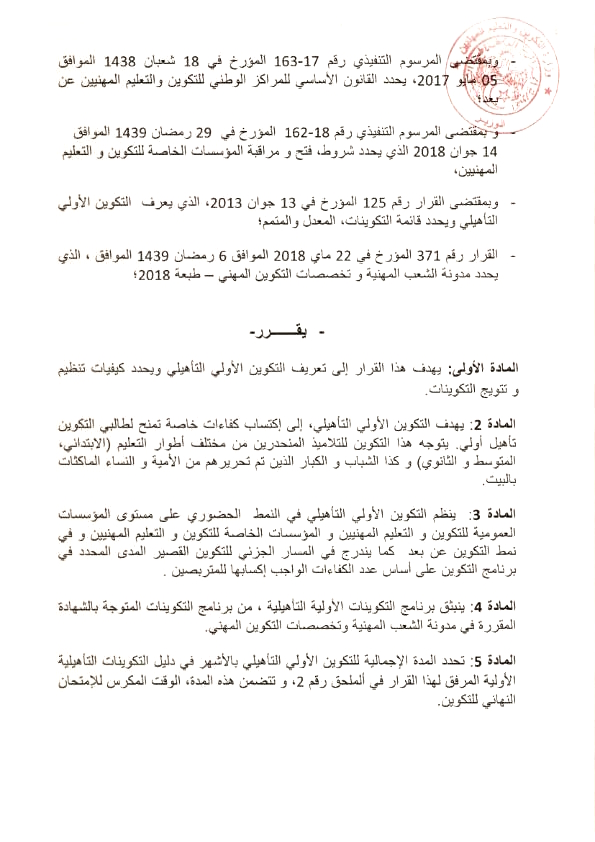 - وبمقتضى المرسوم التنفيذي رقم 17-163 المؤرخ في 18 شعبان 1438 الموافق
05 مايو 2017، يحدد القانون الأساسي للمراكز الوطني للتكوين والتعليم المهنيين عن
بعد؛
- و بمقتضى المرسوم التنفيذي رقم 18-162 المؤرخ في 29 رمضان 1439 الموافق
14 جوان 2018 الذي يحدد شروط، فتح و مراقبة المؤسسات الخاصة للتكوين و التعليم
المهنيين،
- وبمقتضى القرار رقم 125 المؤرخ في 13 جوان 2013، الذي يعرف التكوين الأولي
التأهيلي ويحدد قائمة التكوينات، المعدل والمتمم؛
- القرار رقم 371 المؤرخ في 22 ماي 2018 الموافق 6 رمضان 1439 الموافق ، الذي
يحدد مدونة الشعب المهنية و تخصصات التكوين المهني – طبعة 2018؛
- يقـــــرر-
المادة الأولى: يهدف هذا القرار إلى تعريف التكوين الأولي التأهيلي ويحدد كيفيات تنظيم
و تتويج التكوينات.
المادة 2: يهدف التكوين الأولي التأهيلي، إلى إكتساب كفاءات خاصة تمنح لطالبي التكوين
تأهيل أولي. يتوجه هذا التكوين للتلاميذ المنحدرين من مختلف أطوار التعليم (الابتدائي،
المتوسط و الثانوي) و كذا الشباب و الكبار الذين تم تحريرهم من الأمية و النساء الماكثات
بالبيت.
المادة 3: ينظم التكوين الأولي التأهيلي في النمط الحضوري على مستوى المؤسسات
العمومية للتكوين و التعليم المهنيين و المؤسسات الخاصة للتكوين و التعليم المهنيين و في
نمط التكوين عن بعد كما يندرج في المسار الجزئي للتكوين القصير المدى المحدد في
برنامج التكوين على أساس عدد الكفاءات الواجب إكسابها للمتربصين .
المادة 4: ينبثق برنامج التكوينات الأولية التأهيلية ، من برنامج التكوينات المتوجة بالشهادة
المقررة في مدونة الشعب المهنية وتخصصات التكوين المهني.
المادة 5: تحدد المدة الإجمالية للتكوين الأولي التأهيلي بالأشهر في دليل التكوينات التأهيلية
الأولية المرفق لهذا القرار في ألملحق رقم 2، و تتضمن هذه المدة، الوقت المكرس للإمتحان
النهائي للتكوين.